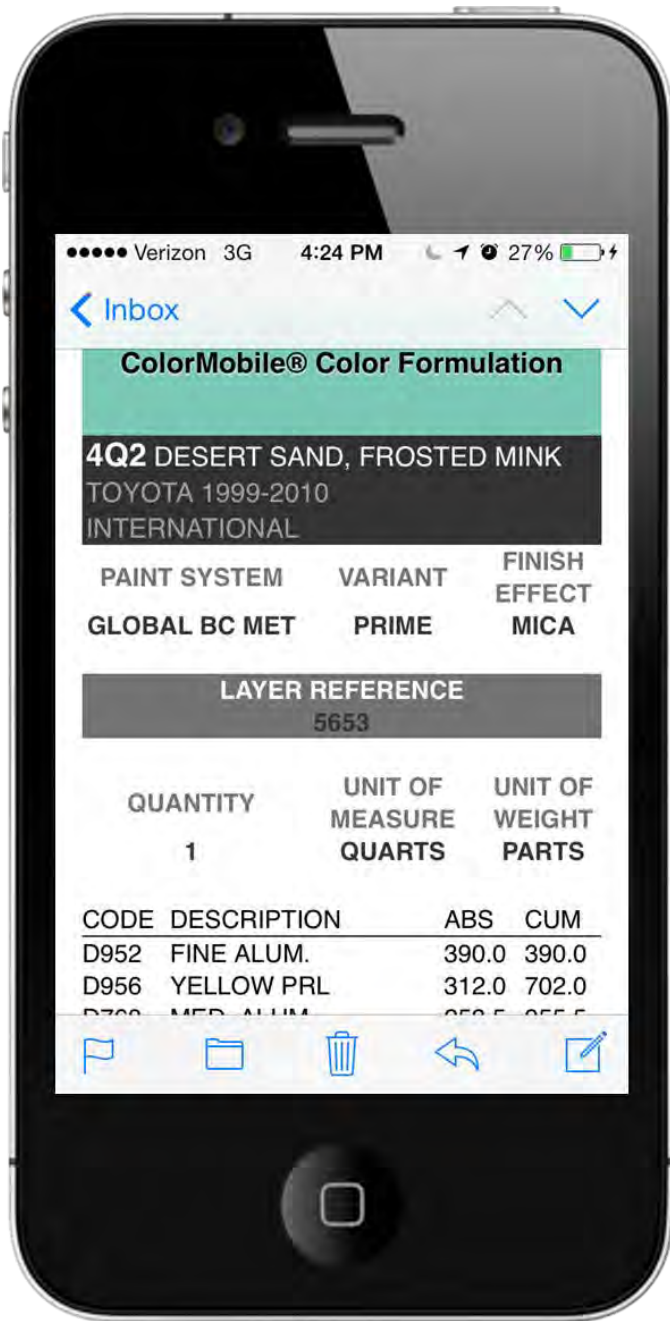 Verizon 3G 4:24 PM 27%
Inbox
ColorMobile® Color Formulation
4Q2 DESERT SAND, FROSTED MINK
TOYOTA 1999-2010
INTERNATIONAL
PAINT SYSTEM VARIANT FINISH EFFECT
GLOBAL BC MET PRIME MICA
LAYER REFERENCE
5653
QUANTITY UNIT OF MEASURE UNIT OF WEIGHT
1 QUARTS PARTS
CODE DESCRIPTION ABS CUM
D952 FINE ALUM. 390.0 390.0
D956 YELLOW PRL 312.0 702.0